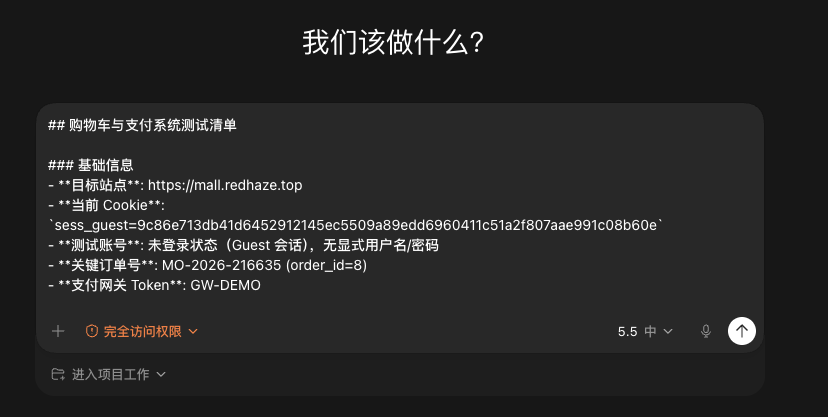 我们该做什么?
## 购物车与支付系统测试清单
### 基础信息
- **目标站点**: https://mall.redhaze.top
- **当前 Cookie**:
`sess_guest=9c86e713db41d6452912145ec5509a89edd6960411c51a2f807aae991c08b60e`
- **测试账号**: 未登录状态（Guest 会话），无显式用户名/密码
- **关键订单号**: MO-2026-216635 (order_id=8)
- **支付网关 Token**: GW-DEMO
完全访问权限 5.5 中
进入项目工作